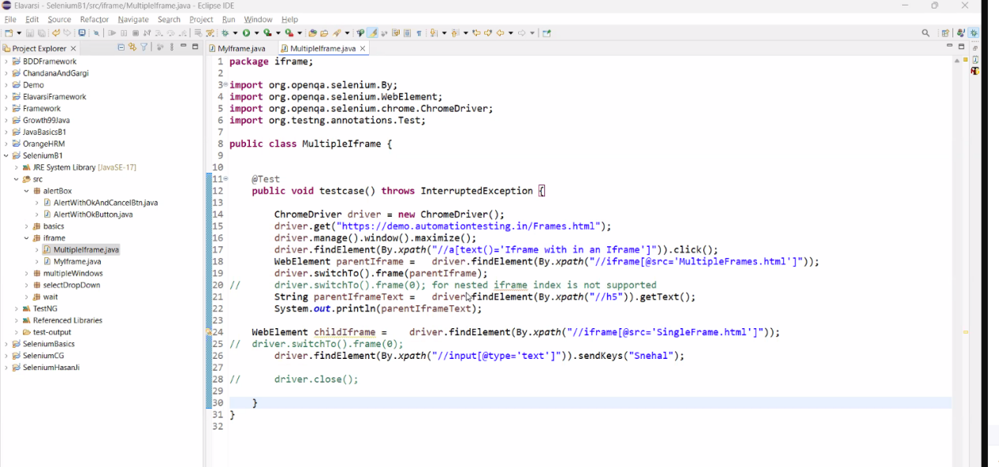 Elavarsi - SeleniumB1/src/iframe/MultipleIframe.java - Eclipse IDE
File Edit Source Refactor Navigate Search Project Run Window Help
Project Explorer
BDDFramework
ChandanaAndGargi
Demo
ElavarsiFramework
Framework
Growth99Java
JavaBasicsB1
OrangeHRM
SeleniumB1
JRE System Library [JavaSE-17]
src
alertBox
AlertWithOkAndCancelBtn.java
AlertWithOkButton.java
basics
iframe
MultipleIframe.java
MyIframe.java
multipleWindows
selectDropDown
wait
TestNG
Referenced Libraries
test-output
SeleniumBasics
SeleniumCG
SeleniumHasanJi
MyIframe.java MultipleIframe.java
1 package iframe;
2
3 import org.openqa.selenium.By;
4 import org.openqa.selenium.WebElement;
5 import org.openqa.selenium.chrome.ChromeDriver;
6 import org.testng.annotations.Test;
7
8 public class MultipleIframe {
9
10
11 @Test
12 public void testcase() throws InterruptedException {
13
14 ChromeDriver driver = new ChromeDriver();
15 driver.get("https://demo.automationtesting.in/Frames.html");
16 driver.manage().window().maximize();
17 driver.findElement(By.xpath("//a[text()='Iframe with in an Iframe']")).click();
18 WebElement parentIframe = driver.findElement(By.xpath("//iframe[@src='MultipleFrames.html']"));
19 driver.switchTo().frame(parentIframe);
20 // driver.switchTo().frame(0); for nested iframe index is not supported
21 String parentIframeText = driver.findElement(By.xpath("//h5")).getText();
22 System.out.println(parentIframeText);
23
24 WebElement childIframe = driver.findElement(By.xpath("//iframe[@src='SingleFrame.html']"));
25 // driver.switchTo().frame(0);
26 driver.findElement(By.xpath("//input[@type='text']")).sendKeys("Snehal");
27
28 // driver.close();
29
30 }
31 }
32